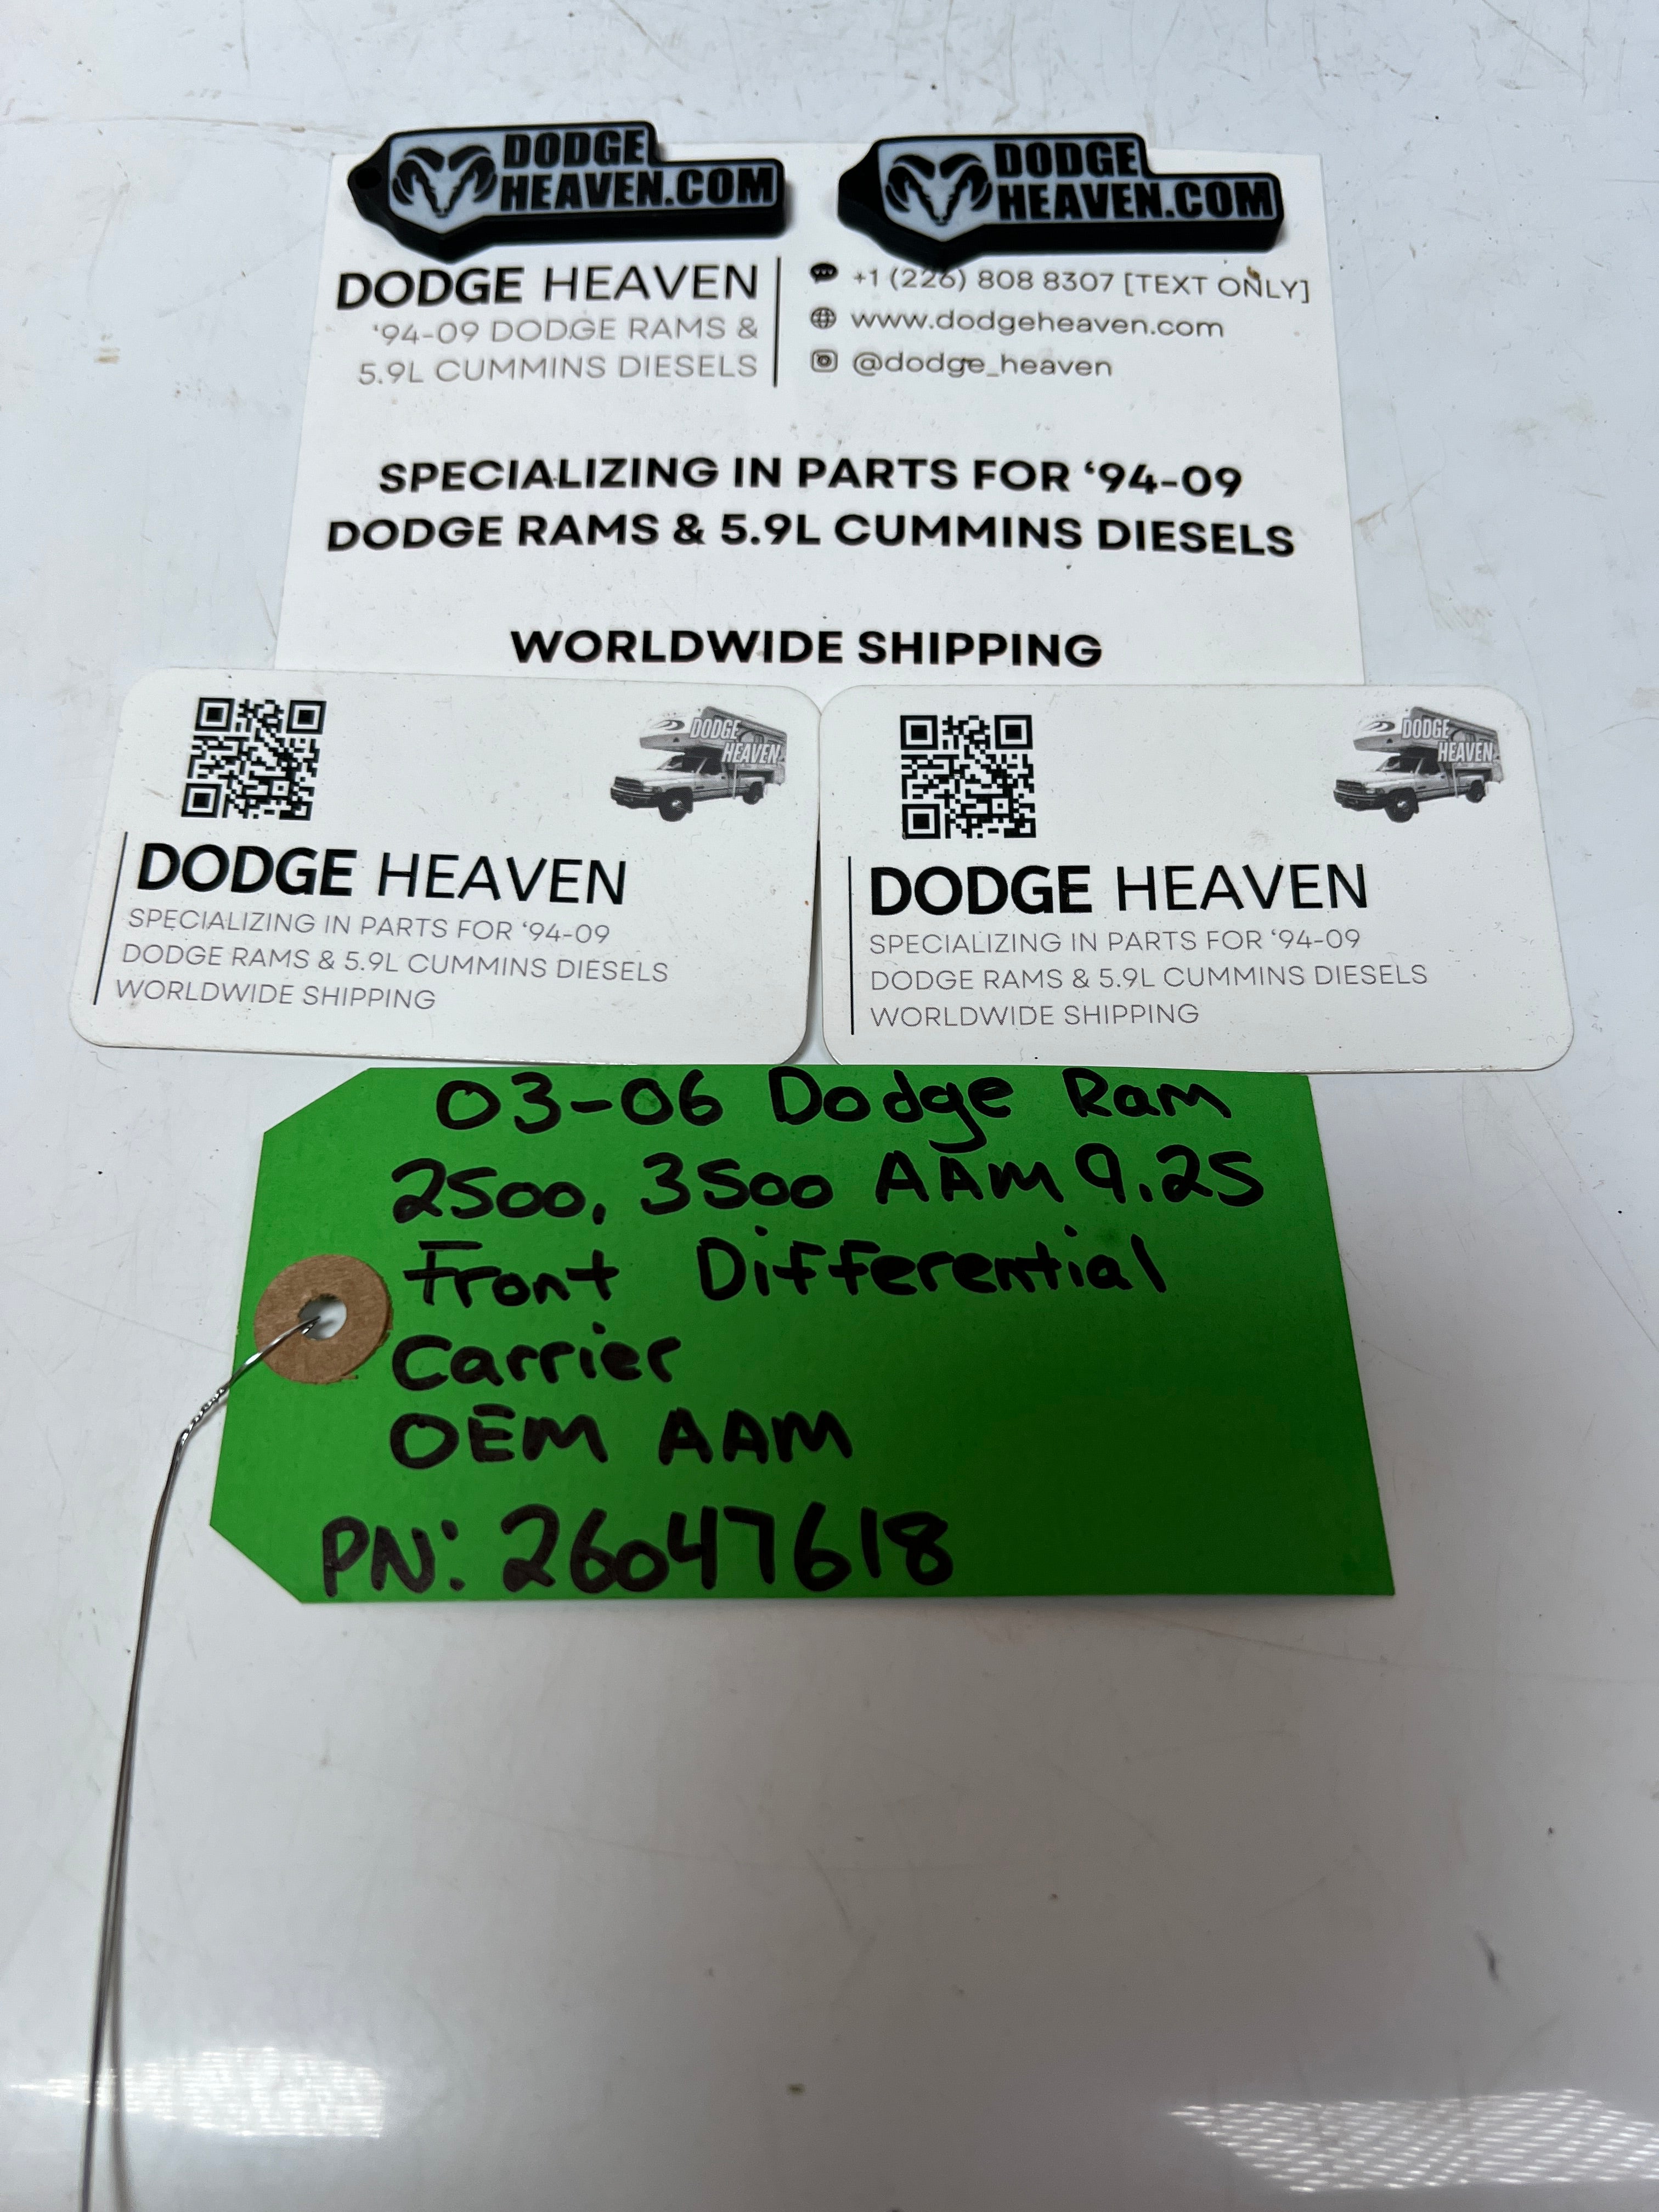 DODGE
HEAVEN.COM
DODGE
HEAVEN.COM
DODGE HEAVEN
‘94-09 DODGE RAMS &
5.9L CUMMINS DIESELS
+1 (226) 808 8307 [TEXT ONLY]
www.dodgeheaven.com
@dodge_heaven
SPECIALIZING IN PARTS FOR ‘94-09
DODGE RAMS & 5.9L CUMMINS DIESELS
WORLDWIDE SHIPPING
DODGE
HEAVEN
DODGE HEAVEN
SPECIALIZING IN PARTS FOR ‘94-09
DODGE RAMS & 5.9L CUMMINS DIESELS
WORLDWIDE SHIPPING
DODGE
HEAVEN
DODGE HEAVEN
SPECIALIZING IN PARTS FOR ‘94-09
DODGE RAMS & 5.9L CUMMINS DIESELS
WORLDWIDE SHIPPING
03-06 Dodge Ram
2500, 3500 AAM 9.25
Front Differential
Carrier
OEM AAM
PN: 26047618